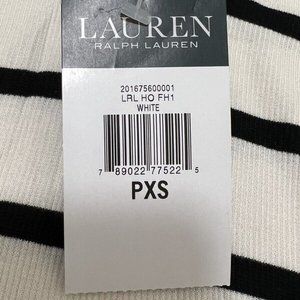 LAUREN
RALPH LAUREN
201675600001
LRL HO FH1
WHITE
7 89022 77522 5
PXS